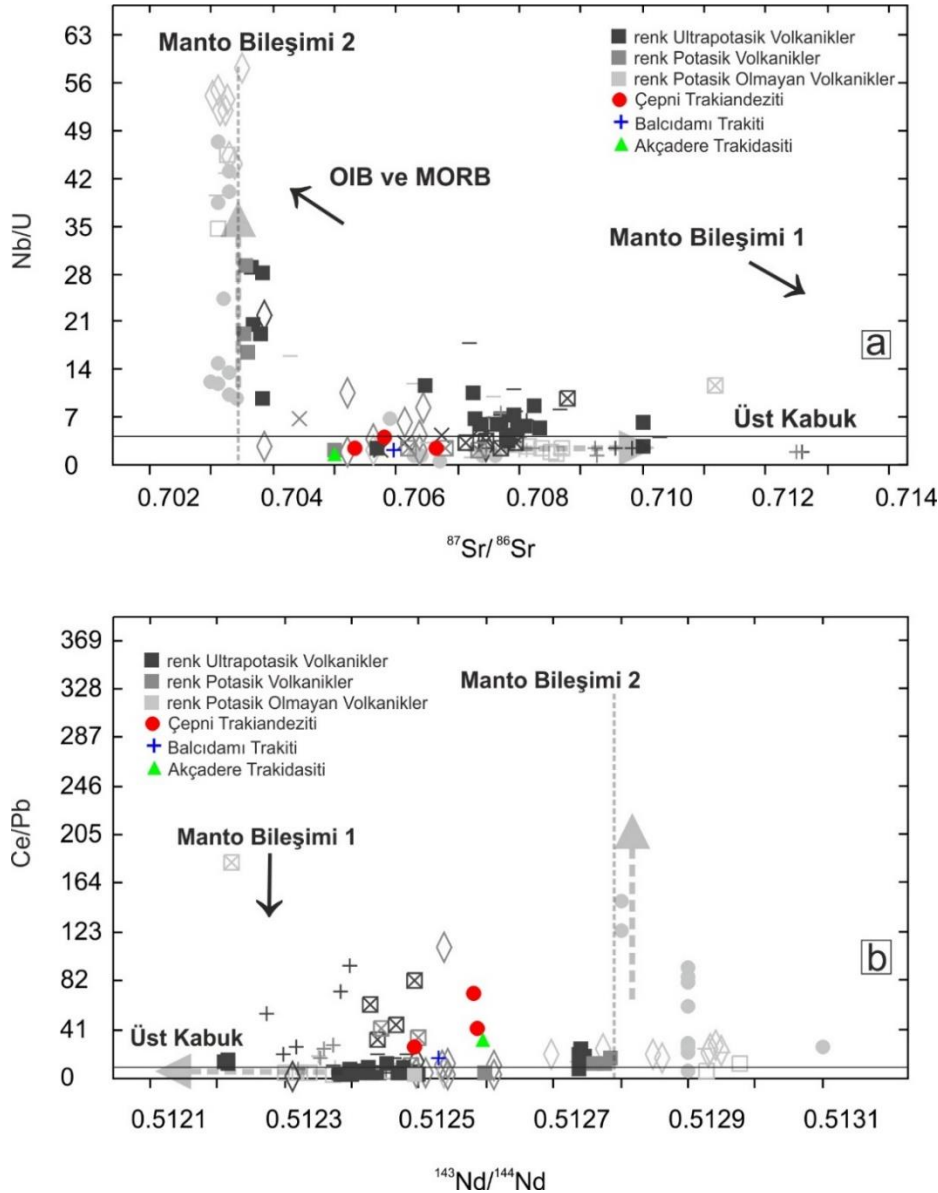 63
56
49
42
35
28
21
14
7
0
Nb/U
Manto Bileşimi 2
renk Ultrapotasik Volkanikler
renk Potasik Volkanikler
renk Potasik Olmayan Volkanikler
Çepni Trakiandeziti
Balcıdamı Trakiti
Akçadere Trakidasiti
OIB ve MORB
Manto Bileşimi 1
a
Üst Kabuk
0.702 0.704 0.706 0.708 0.710 0.712 0.714
⁸⁷Sr/⁸⁶Sr
369
328
287
246
205
164
123
82
41
0
Ce/Pb
renk Ultrapotasik Volkanikler
renk Potasik Volkanikler
renk Potasik Olmayan Volkanikler
Çepni Trakiandeziti
Balcıdamı Trakiti
Akçadere Trakidasiti
Manto Bileşimi 2
Manto Bileşimi 1
b
Üst Kabuk
0.5121 0.5123 0.5125 0.5127 0.5129 0.5131
¹⁴³Nd/¹⁴⁴Nd